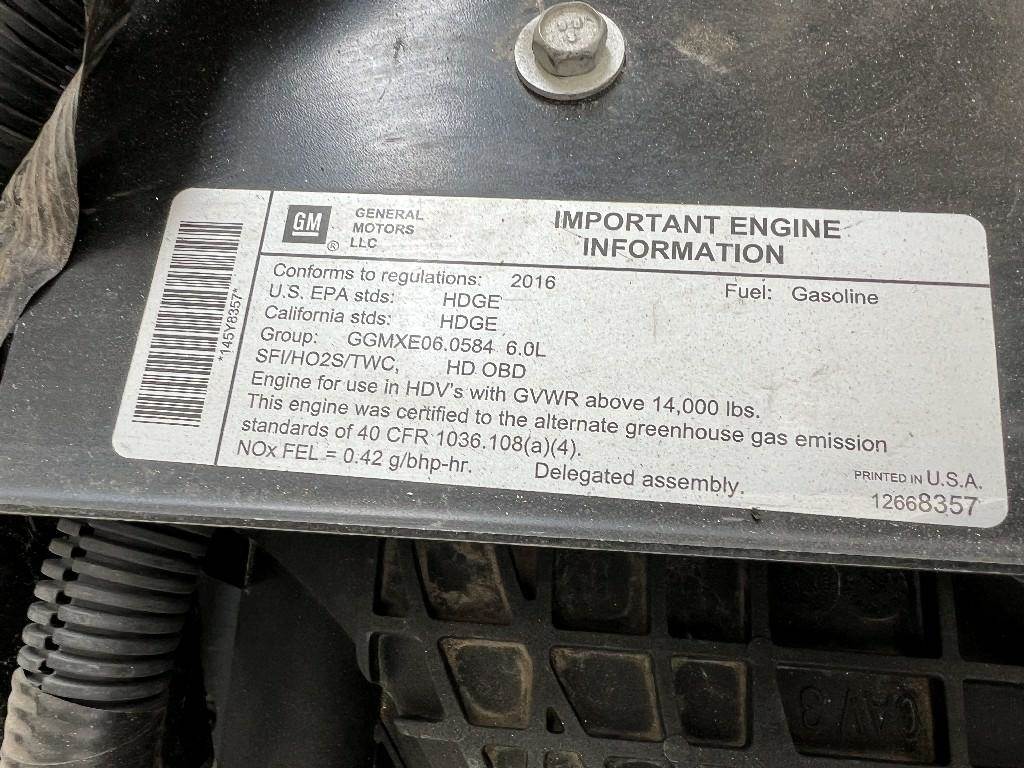 GM
®
GENERAL
MOTORS
LLC
IMPORTANT ENGINE
INFORMATION
*145Y8357*
Conforms to regulations: 2016
Fuel: Gasoline
U.S. EPA stds: HDGE
California stds: HDGE
Group: GGMXE06.0584 6.0L
SFI/HO2S/TWC, HD OBD
Engine for use in HDV's with GVWR above 14,000 lbs.
This engine was certified to the alternate greenhouse gas emission
standards of 40 CFR 1036.108(a)(4).
NOx FEL = 0.42 g/bhp-hr. Delegated assembly.
PRINTED IN U.S.A.
12668357
CAV 3